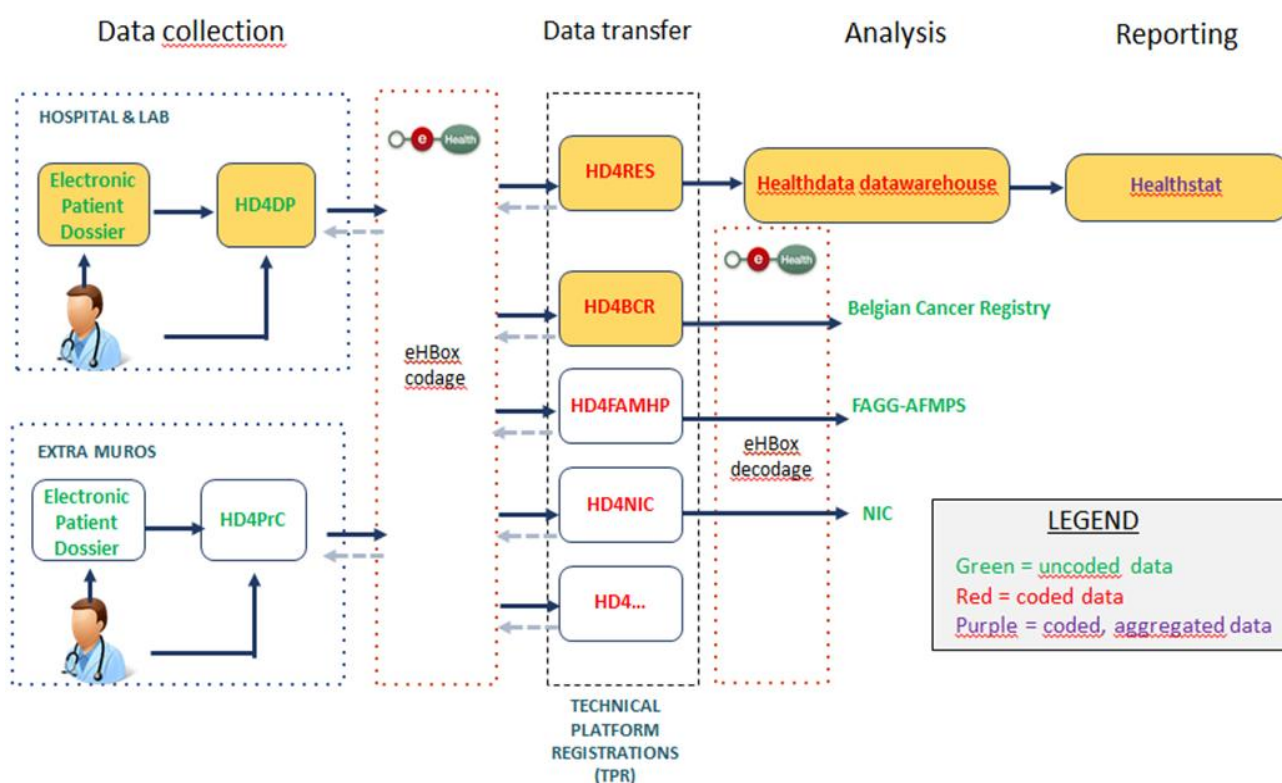 Data collection
Data transfer
Analysis
Reporting
HOSPITAL & LAB
Electronic
Patient
Dossier
HD4DP
e Health
eHBox
codage
HD4RES
Healthdata datawarehouse
Healthstat
e Health
HD4BCR
Belgian Cancer Registry
HD4FAMHP
FAGG-AFMPS
eHBox
decodage
EXTRA MUROS
Electronic
Patient
Dossier
HD4PrC
HD4NIC
NIC
HD4...
LEGEND
Green = uncoded data
Red = coded data
Purple = coded, aggregated data
TECHNICAL
PLATFORM
REGISTRATIONS
(TPR)